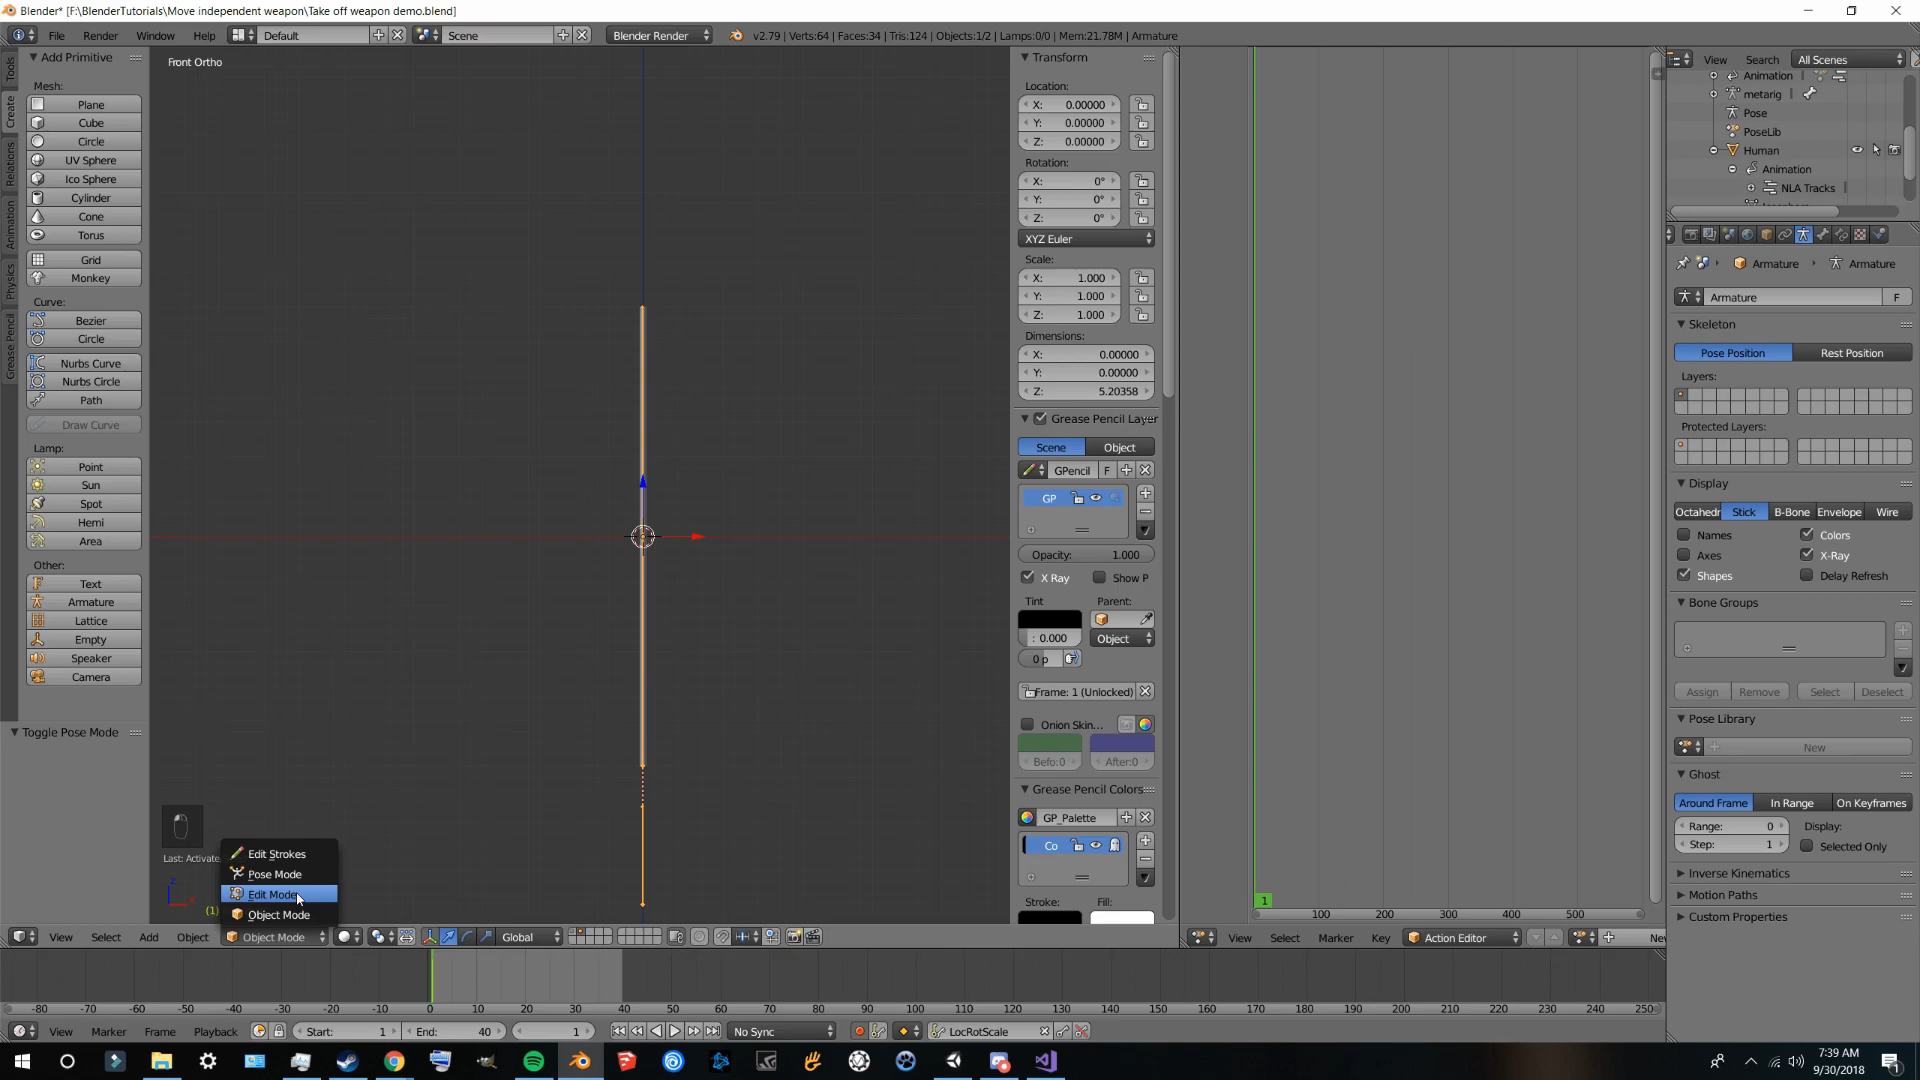 Blender* [F:\BlenderTutorials\Move independent weapon\Take off weapon demo.blend]
File Render Window Help Default Scene Blender Render v2.79 | Verts:64 | Faces:34 | Tris:124 | Objects:1/2 | Lamps:0/0 | Mem:21.78M | Armature
Tools
Create
Relations
Animation
Physics
Grease Pencil
Add Primitive
Mesh:
Plane
Cube
Circle
UV Sphere
Ico Sphere
Cylinder
Cone
Torus
Grid
Monkey
Curve:
Bezier
Circle
Nurbs Curve
Nurbs Circle
Path
Draw Curve
Lamp:
Point
Sun
Spot
Hemi
Area
Other:
Text
Armature
Lattice
Empty
Speaker
Camera
Toggle Pose Mode
Front Ortho
Last: Activate
(1)
Edit Strokes
Pose Mode
Edit Mode
Object Mode
View Select Add Object Object Mode Global
Transform
Location:
X: 0.00000
Y: 0.00000
Z: 0.00000
Rotation:
X: 0°
Y: 0°
Z: 0°
XYZ Euler
Scale:
X: 1.000
Y: 1.000
Z: 1.000
Dimensions:
X: 0.00000
Y: 0.00000
Z: 5.20358
Grease Pencil Layer
Scene Object
GPencil F
GP
Opacity: 1.000
X Ray Show P
Tint Parent:
: 0.000 Object
0 p
Frame: 1 (Unlocked)
Onion Skin...
Befo:0 After:0
Grease Pencil Colors
GP_Palette
Co
Stroke: Fill:
1 100 200 300 400 500
View Select Marker Key Action Editor
View Search All Scenes
Animation
metarig
Pose
PoseLib
Human
Animation
NLA Tracks
Armature Armature
Armature F
Skeleton
Pose Position Rest Position
Layers:
Protected Layers:
Display
Octahedr Stick B-Bone Envelope Wire
Names Colors
Axes X-Ray
Shapes Delay Refresh
Bone Groups
Assign Remove Select Deselect
Pose Library
New
Ghost
Around Frame In Range On Keyframes
Range: 0 Display:
Step: 1 Selected Only
Inverse Kinematics
Motion Paths
Custom Properties
-80 -70 -60 -50 -40 -30 -20 -10 0 10 20 30 40 50 60 70 80 90 100 110 120 130 140 150 160 170 180 190 200 210 220 230 240 250
View Marker Frame Playback Start: 1 End: 40 1 No Sync LocRotScale
7:39 AM
9/30/2018
1